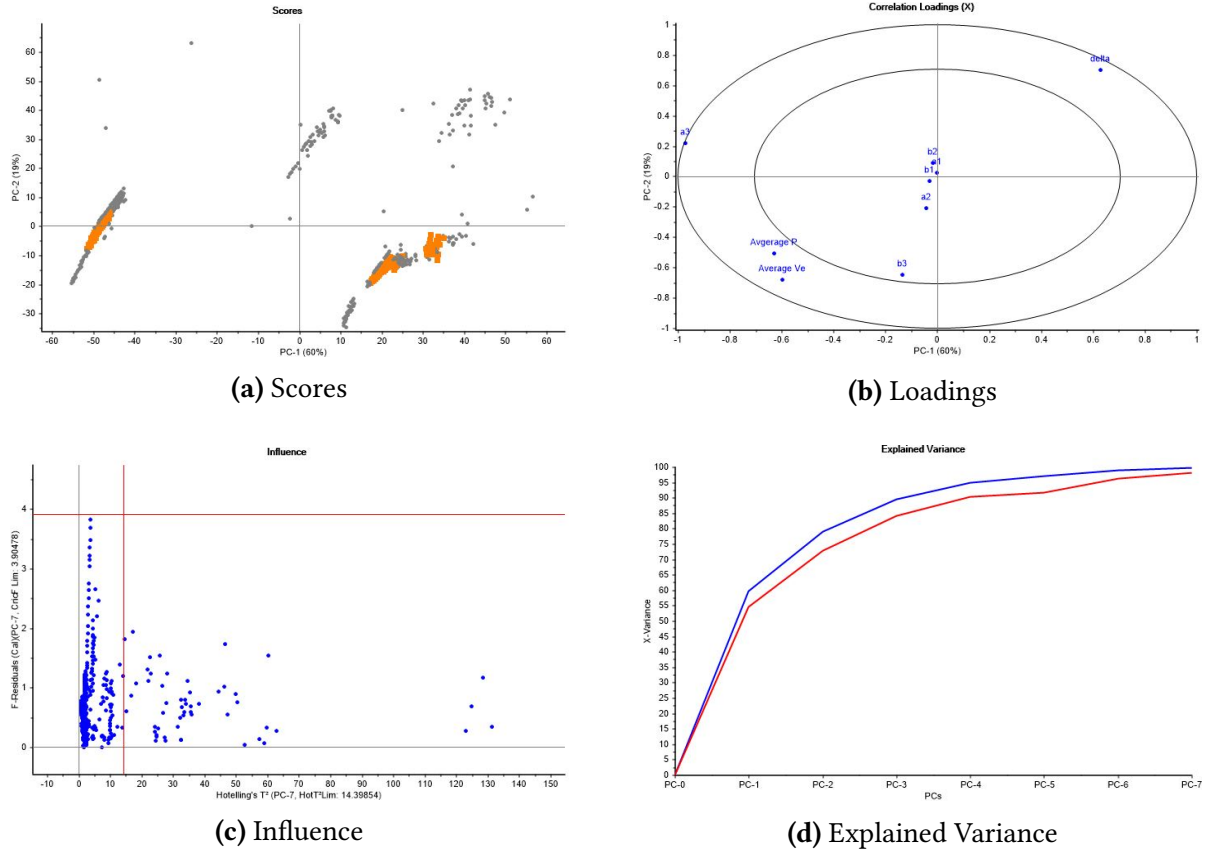 Scores
PC-2 (19%)
60
50
40
30
20
10
0
-10
-20
-30
-60 -50 -40 -30 -20 -10 0 10 20 30 40 50 60
PC-1 (60%)
(a) Scores
Correlation Loadings (X)
PC-2 (19%)
1
0.8
0.6
0.4
0.2
0
-0.2
-0.4
-0.6
-0.8
-1
delta
a3
b2
a1
b1
a2
Avgerage P
Average Ve
b3
-1 -0.8 -0.6 -0.4 -0.2 0 0.2 0.4 0.6 0.8 1
PC-1 (60%)
(b) Loadings
Influence
F-Residuals (Cal)(PC-7, CricF Lim: 3.90478)
4
3
2
1
0
-10 0 10 20 30 40 50 60 70 80 90 100 110 120 130 140 150
Hotelling's T² (PC-7, HotT²Lim: 14.39854)
(c) Influence
Explained Variance
X-Variance
100
95
90
85
80
75
70
65
60
55
50
45
40
35
30
25
20
15
10
5
0
PC-0 PC-1 PC-2 PC-3 PC-4 PC-5 PC-6 PC-7
PCs
(d) Explained Variance